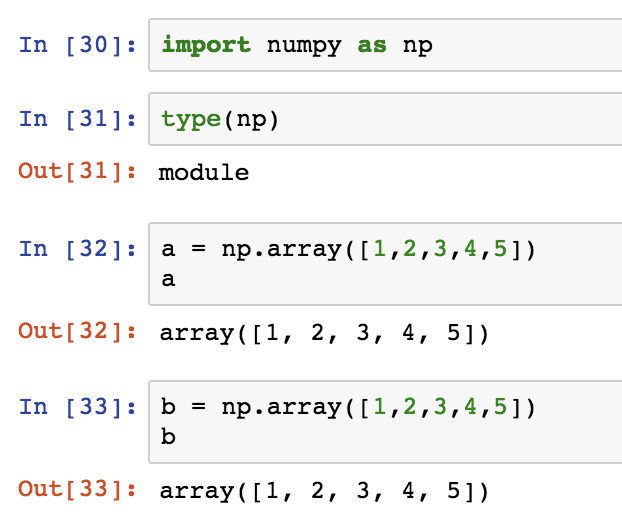 In [30]: import numpy as np
In [31]: type(np)
Out[31]: module
In [32]: a = np.array([1,2,3,4,5])
a
Out[32]: array([1, 2, 3, 4, 5])
In [33]: b = np.array([1,2,3,4,5])
b
Out[33]: array([1, 2, 3, 4, 5])